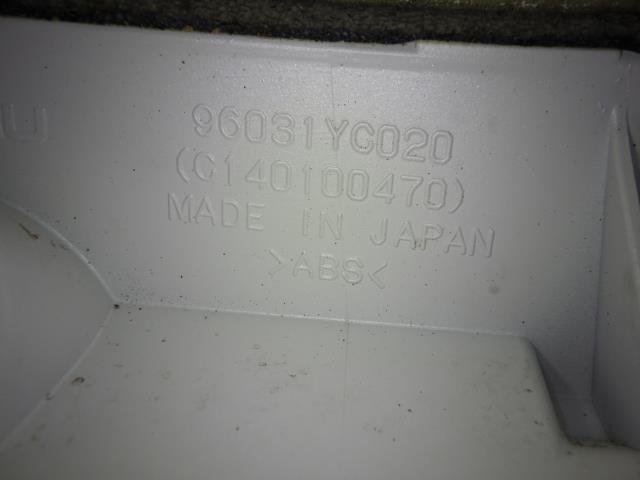 96031YC020
(C140100470)
MADE IN JAPAN
>ABS<